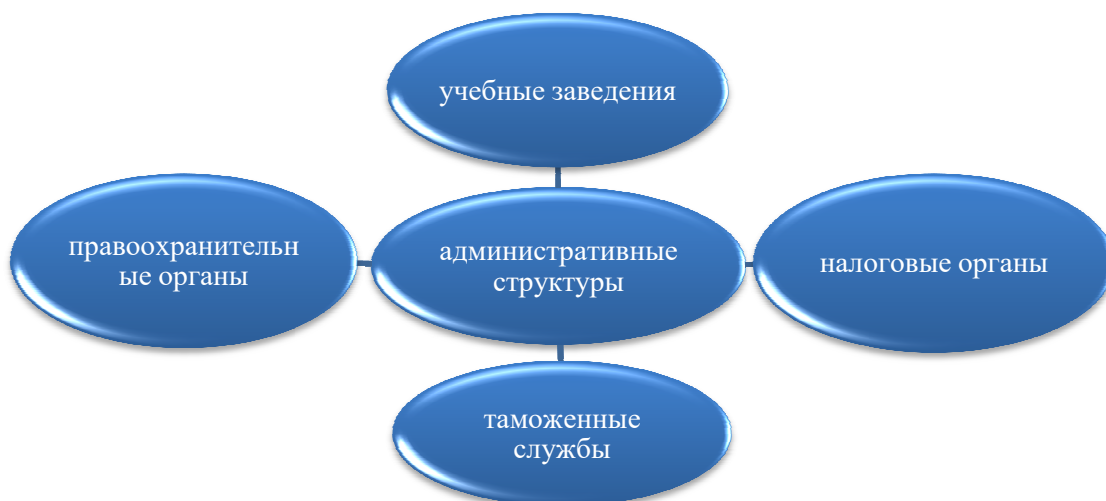 учебные заведения
правоохранительн
ые органы
административные
структуры
налоговые органы
таможенные
службы